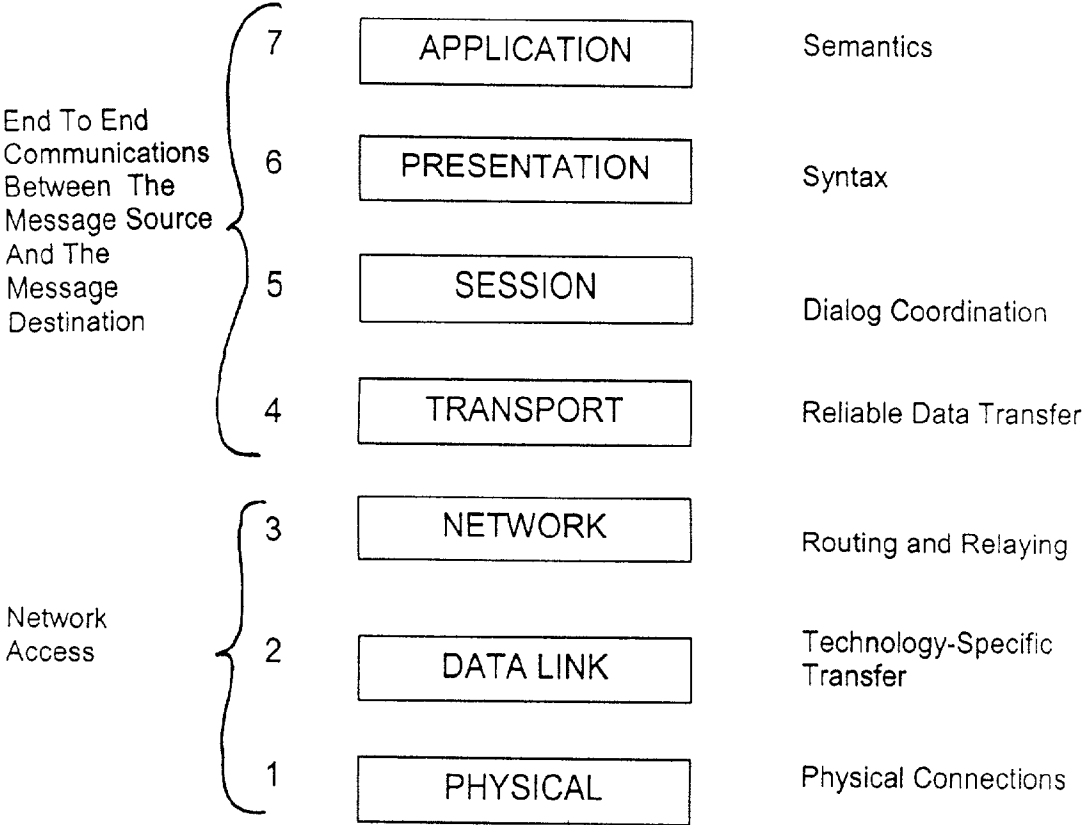 7 APPLICATION Semantics
End To End
Communications
Between The
Message Source
And The
Message
Destination
6 PRESENTATION Syntax
5 SESSION Dialog Coordination
4 TRANSPORT Reliable Data Transfer
3 NETWORK Routing and Relaying
Network
Access
2 DATA LINK Technology-Specific
Transfer
1 PHYSICAL Physical Connections